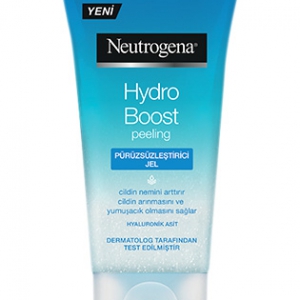 YENİ
Neutrogena®
Hydro
Boost
peeling
PÜRÜZSÜZLEŞTİRİCİ
JEL
cildin nemini arttırır
cildin arınmasını ve
yumuşacık olmasını sağlar
HYALURONİK ASİT
DERMATOLOG TARAFINDAN
TEST EDİLMİŞTİR